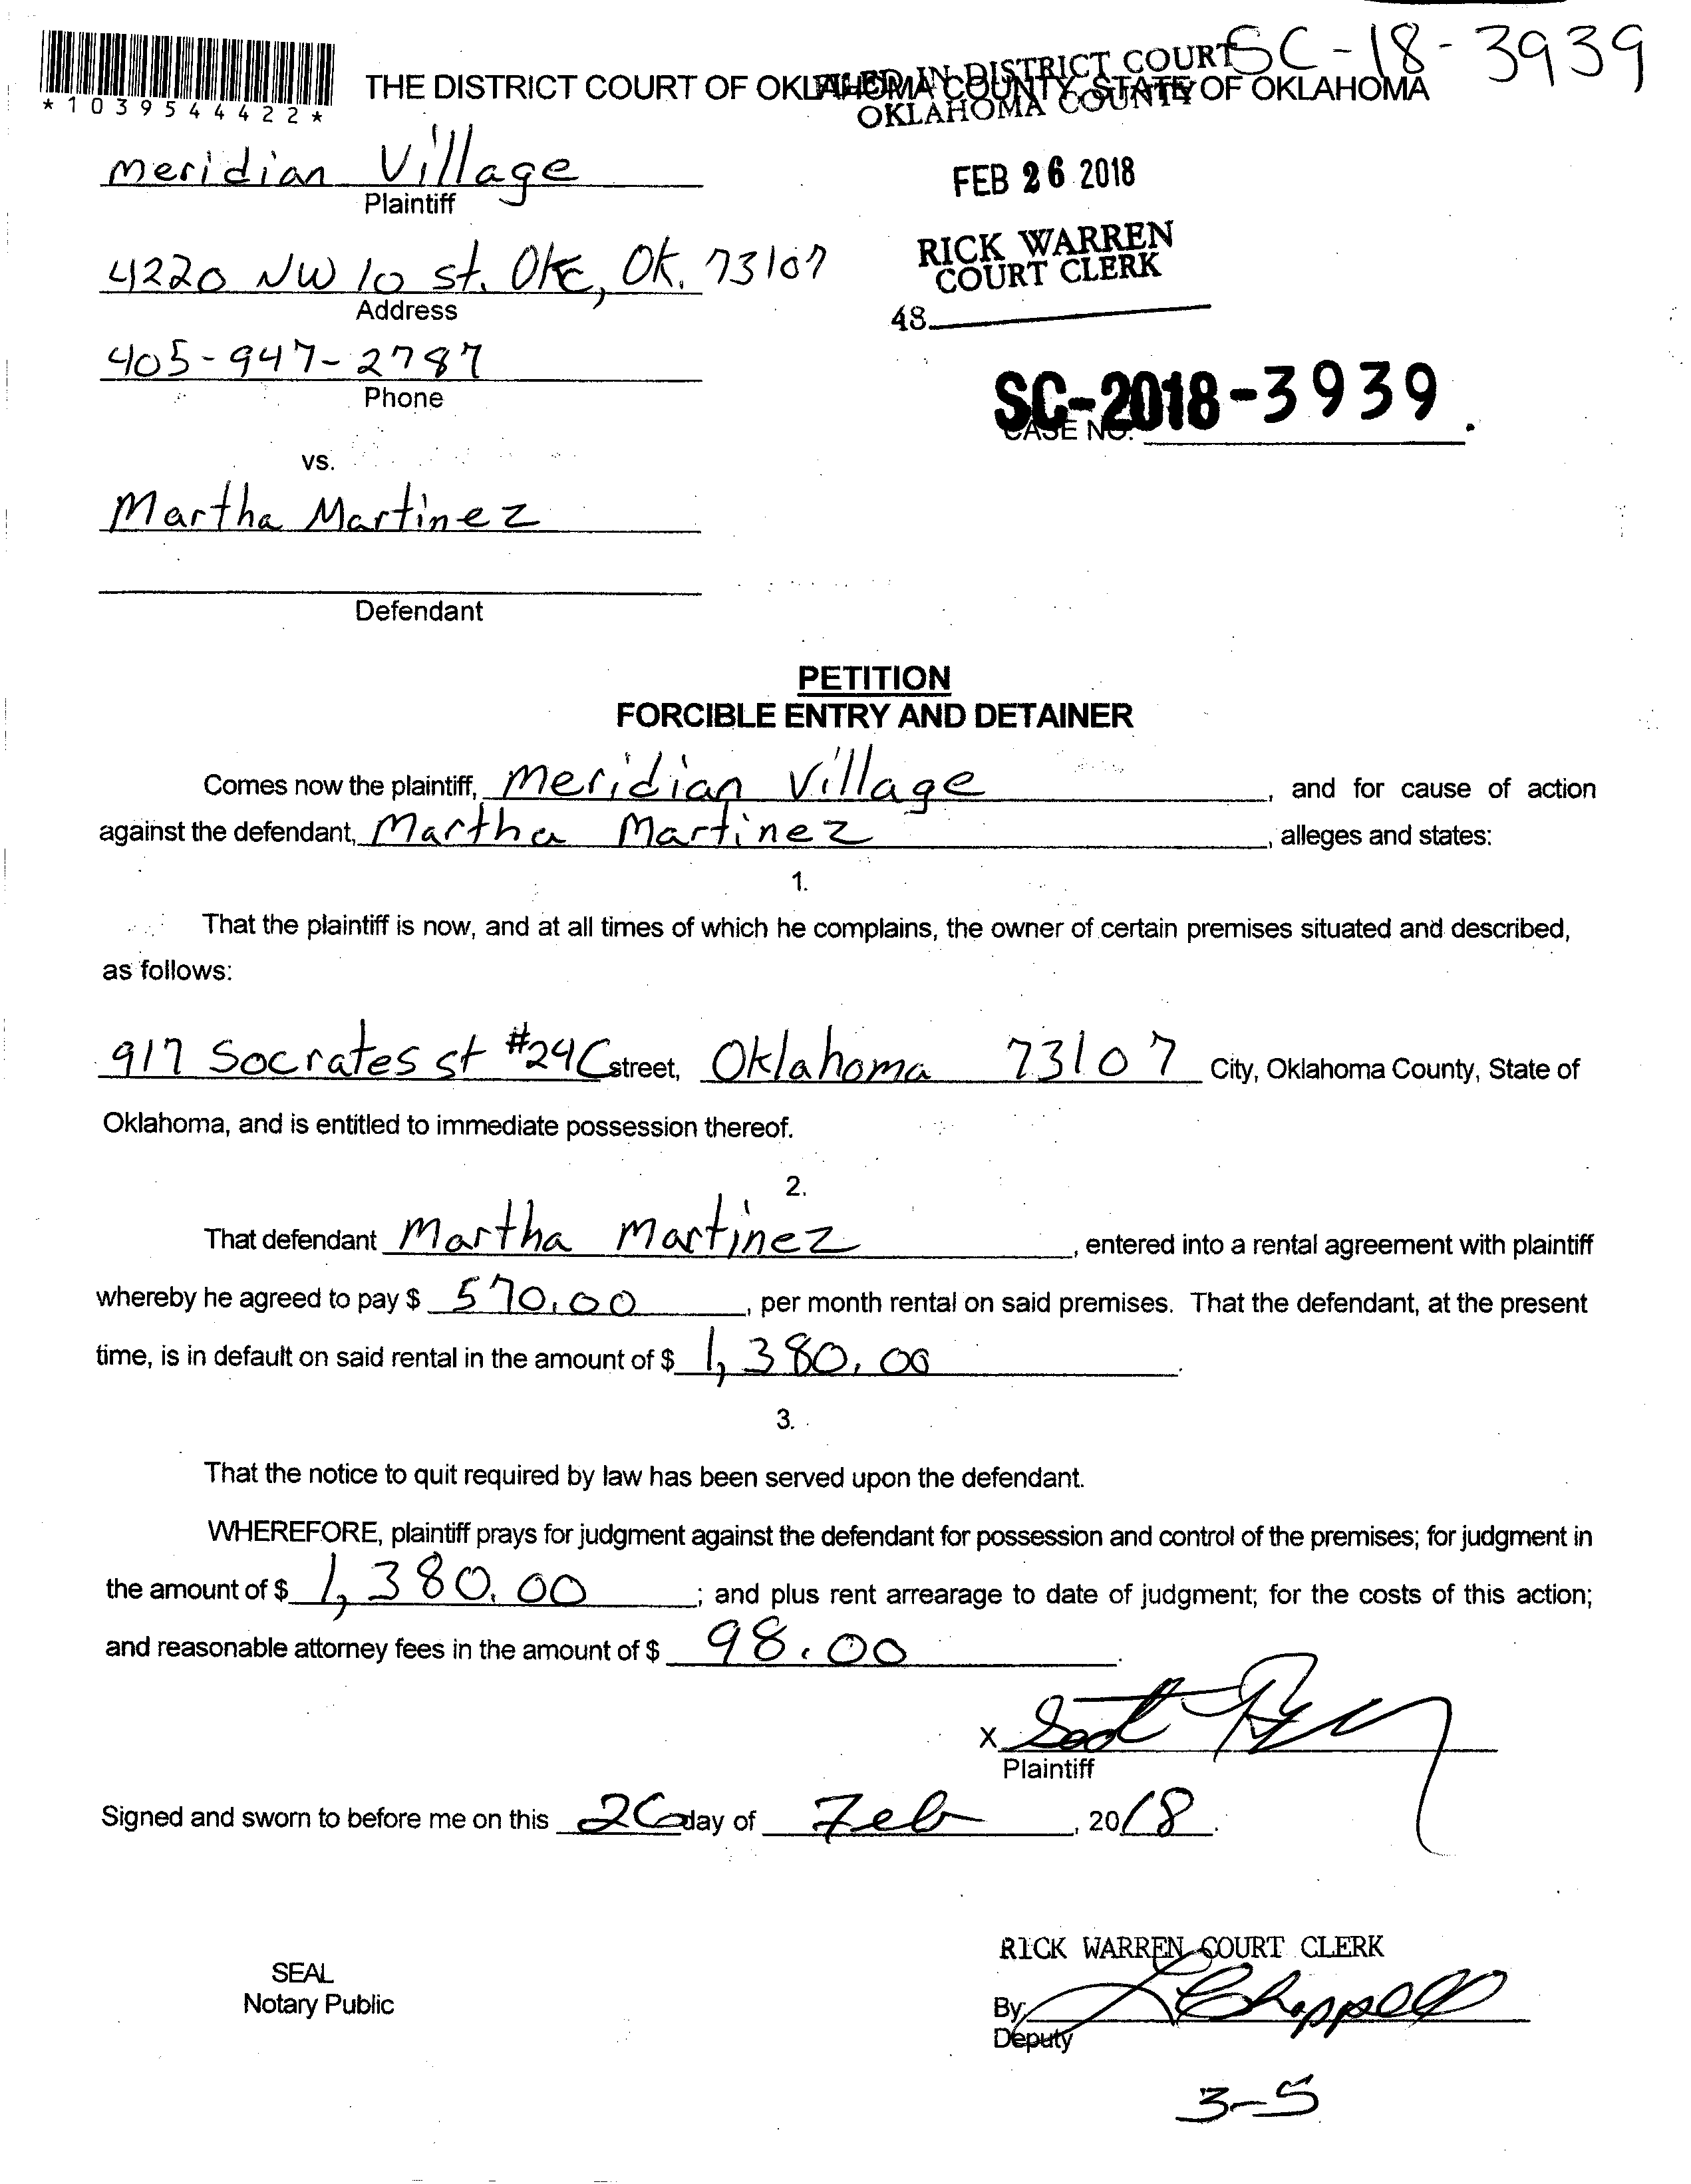 SC-18-3939
*1039544422*
THE DISTRICT COURT OF OKLAHOMA COUNTY, STATE OF OKLAHOMA
FILED IN DISTRICT COURT
OKLAHOMA COUNTY
meridian Village
Plaintiff
FEB 26 2018
RICK WARREN
COURT CLERK
4220 NW 10 st. OKC, OK. 73107
Address
48
405-947-2787
Phone
SC-2018-3939
CASE NO.
vs.
Martha Martinez
Defendant
PETITION
FORCIBLE ENTRY AND DETAINER
Comes now the plaintiff, meridian Village, and for cause of action
against the defendant, Martha Martinez, alleges and states:
1.
That the plaintiff is now, and at all times of which he complains, the owner of certain premises situated and described,
as follows:
917 Socrates st #24C street, Oklahoma 73107 City, Oklahoma County, State of
Oklahoma, and is entitled to immediate possession thereof.
2.
That defendant Martha martinez, entered into a rental agreement with plaintiff
whereby he agreed to pay $ 570.00, per month rental on said premises. That the defendant, at the present
time, is in default on said rental in the amount of $ 1,380.00.
3.
That the notice to quit required by law has been served upon the defendant.
WHEREFORE, plaintiff prays for judgment against the defendant for possession and control of the premises; for judgment in
the amount of $ 1,380.00; and plus rent arrearage to date of judgment; for the costs of this action;
and reasonable attorney fees in the amount of $ 98.00.
X
Plaintiff
Signed and sworn to before me on this 26 day of Feb, 2018.
RICK WARREN COURT CLERK
SEAL
Notary Public
By: LChappell
Deputy
3-5